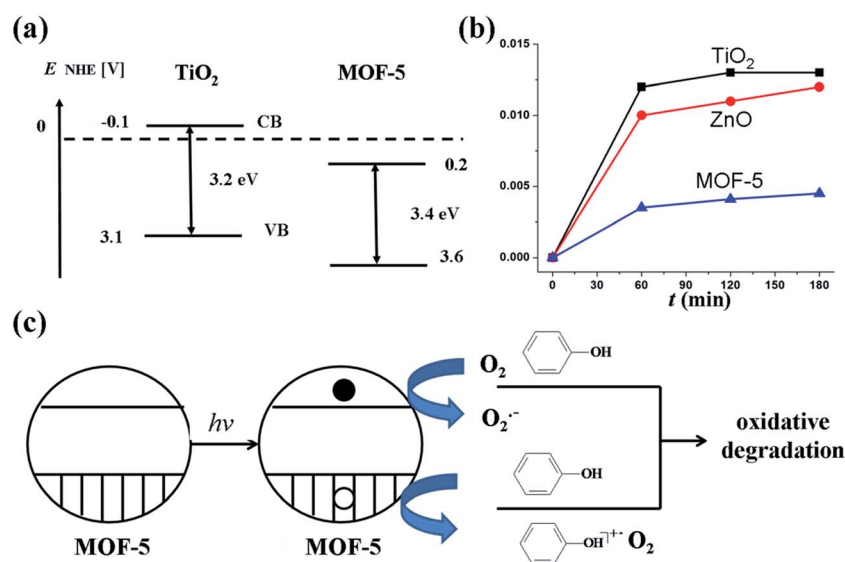 (a)
E NHE [V]
TiO₂
MOF-5
0
-0.1
CB
0.2
3.2 eV
3.4 eV
3.1
VB
3.6
(b)
0.015
0.010
0.005
0.000
TiO₂
ZnO
MOF-5
0 30 60 90 120 150 180
t (min)
(c)
hν
MOF-5
MOF-5
O₂
OH
O₂·⁻
OH
OH⁺· O₂
oxidative
degradation